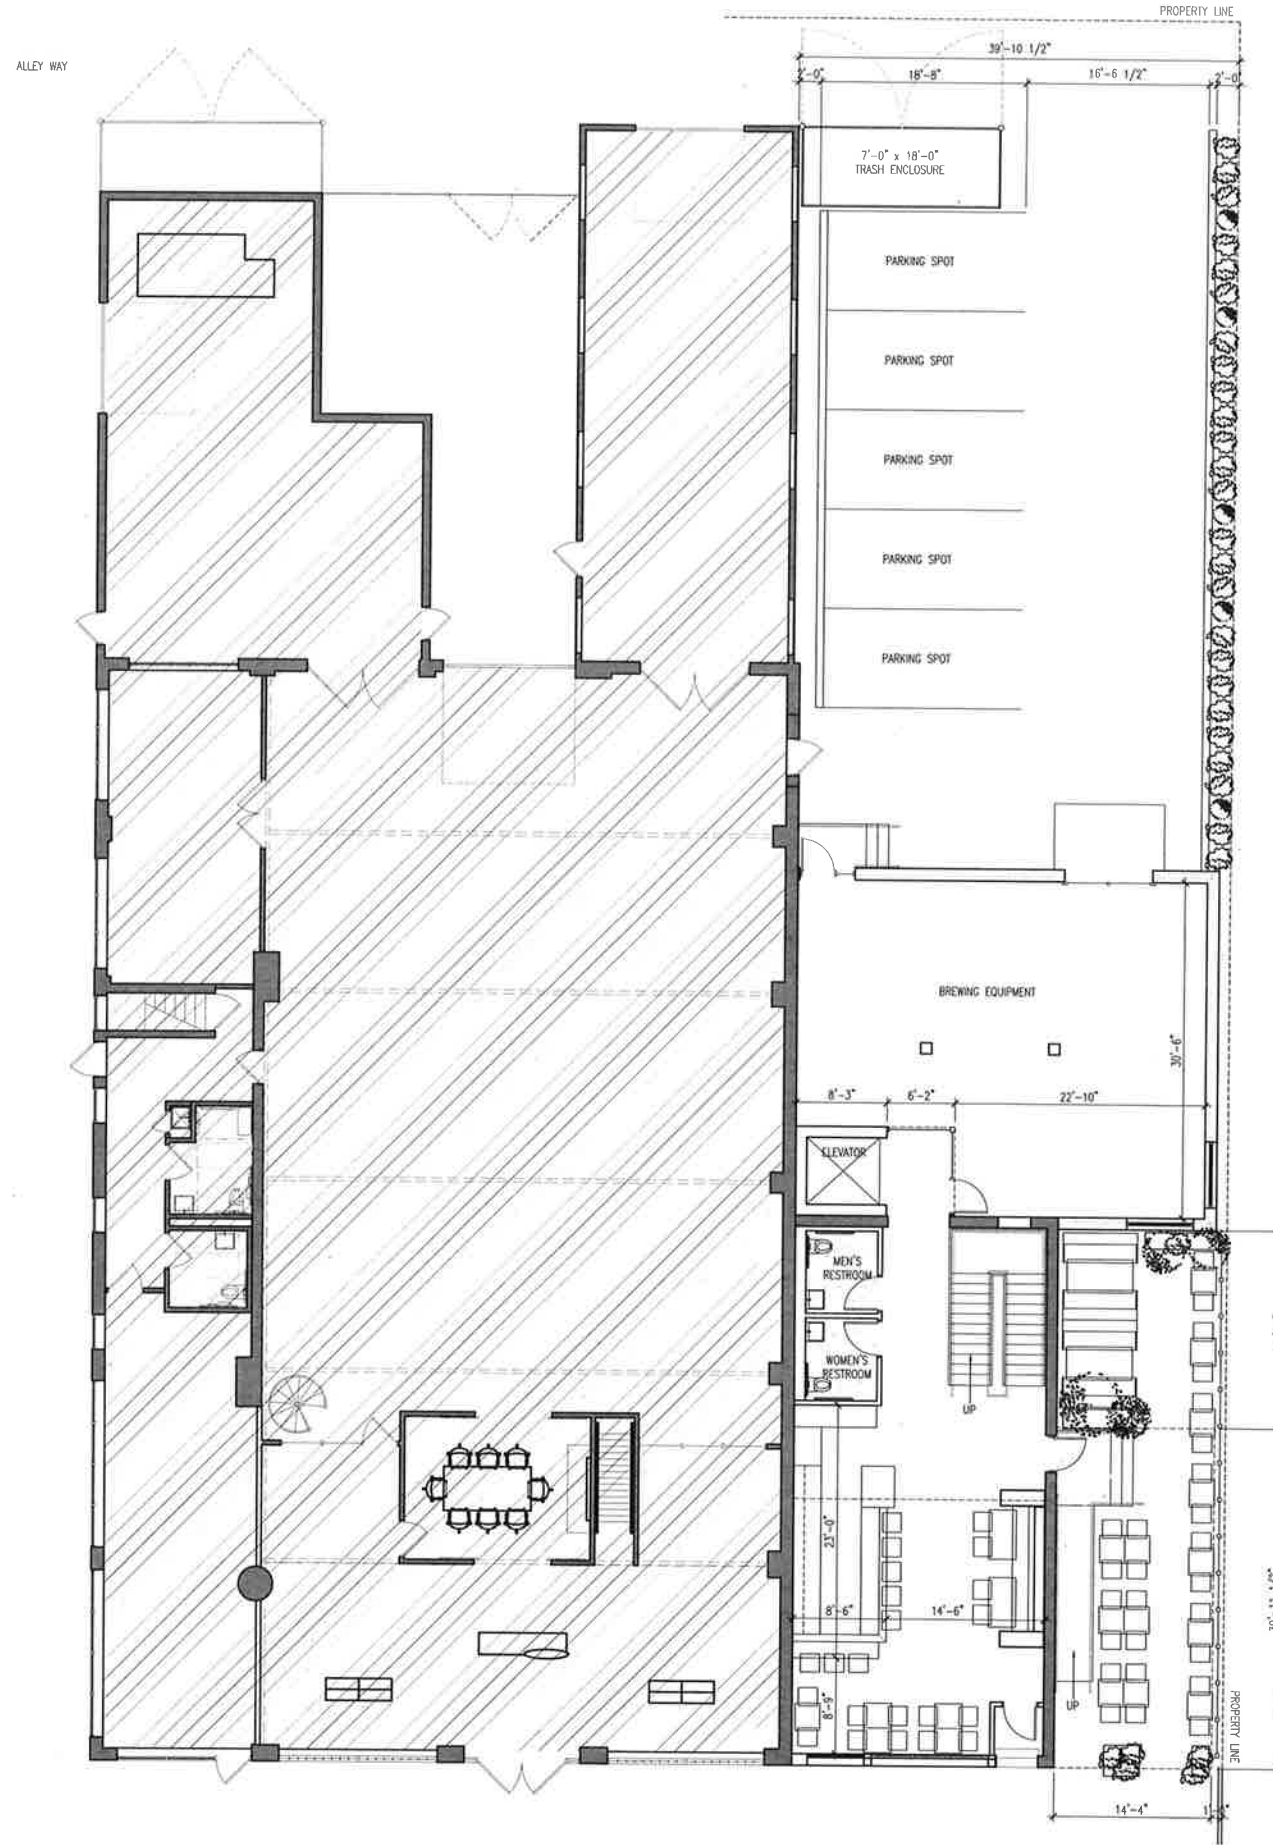 PROPERTY LINE
ALLEY WAY
39'-10 1/2"
2'-0"
18'-8"
16'-6 1/2"
2'-0
7'-0" x 18'-0"
TRASH ENCLOSURE
PARKING SPOT
PARKING SPOT
PARKING SPOT
PARKING SPOT
PARKING SPOT
BREWING EQUIPMENT
30'-6"
8'-3"
6'-2"
22'-10"
ELEVATOR
MEN'S
RESTROOM
WOMEN'S
RESTROOM
UP
23'-0"
8'-6"
14'-6"
8'-9"
UP
PROPERTY LINE
14'-4"